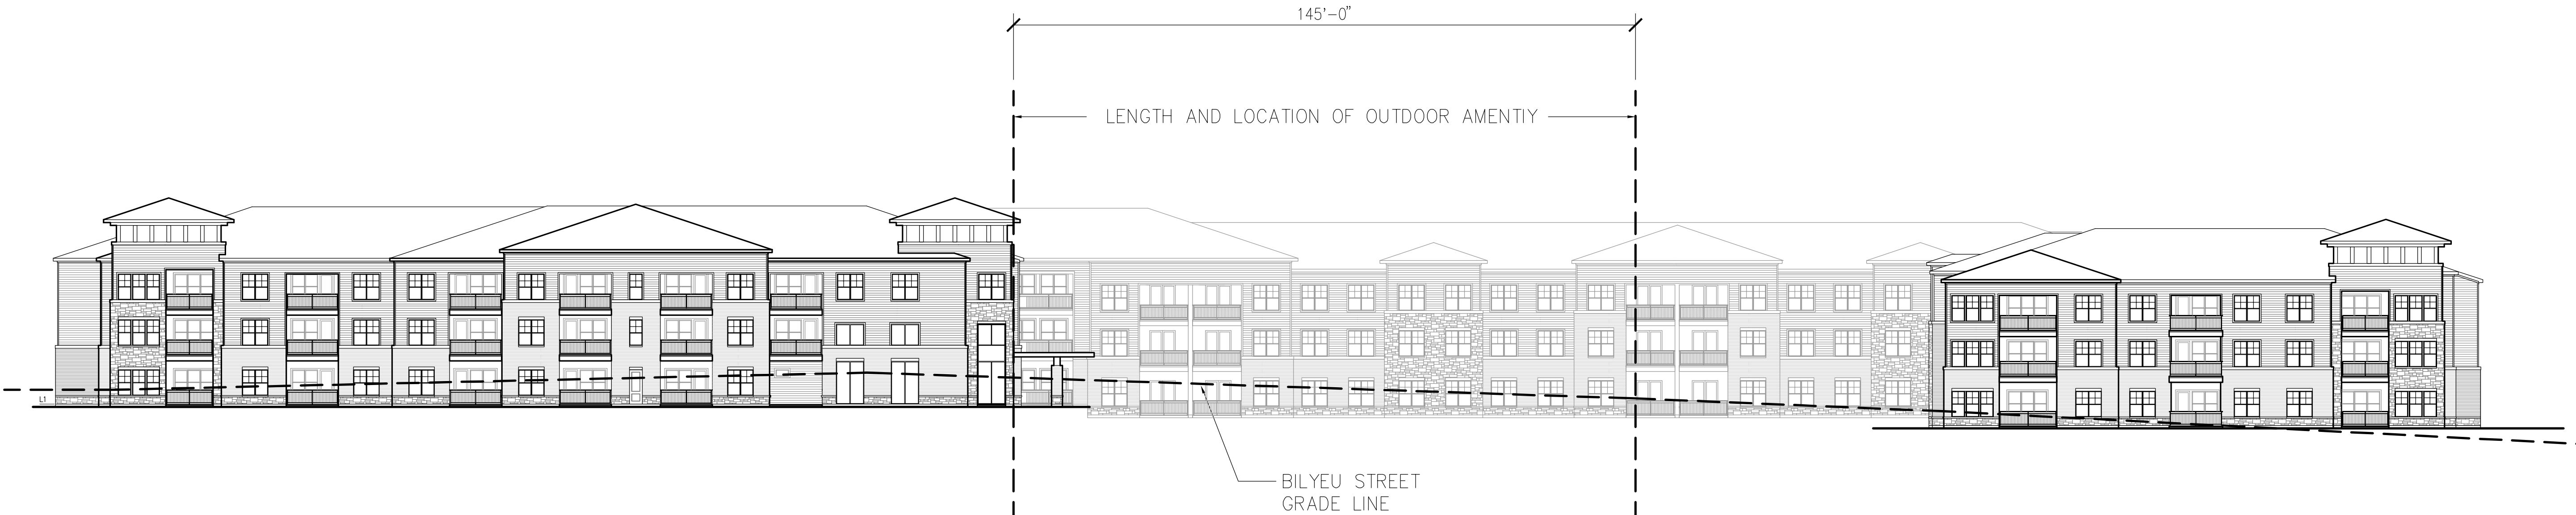 145'-0"
LENGTH AND LOCATION OF OUTDOOR AMENTIY
L1
BILYEU STREET
GRADE LINE